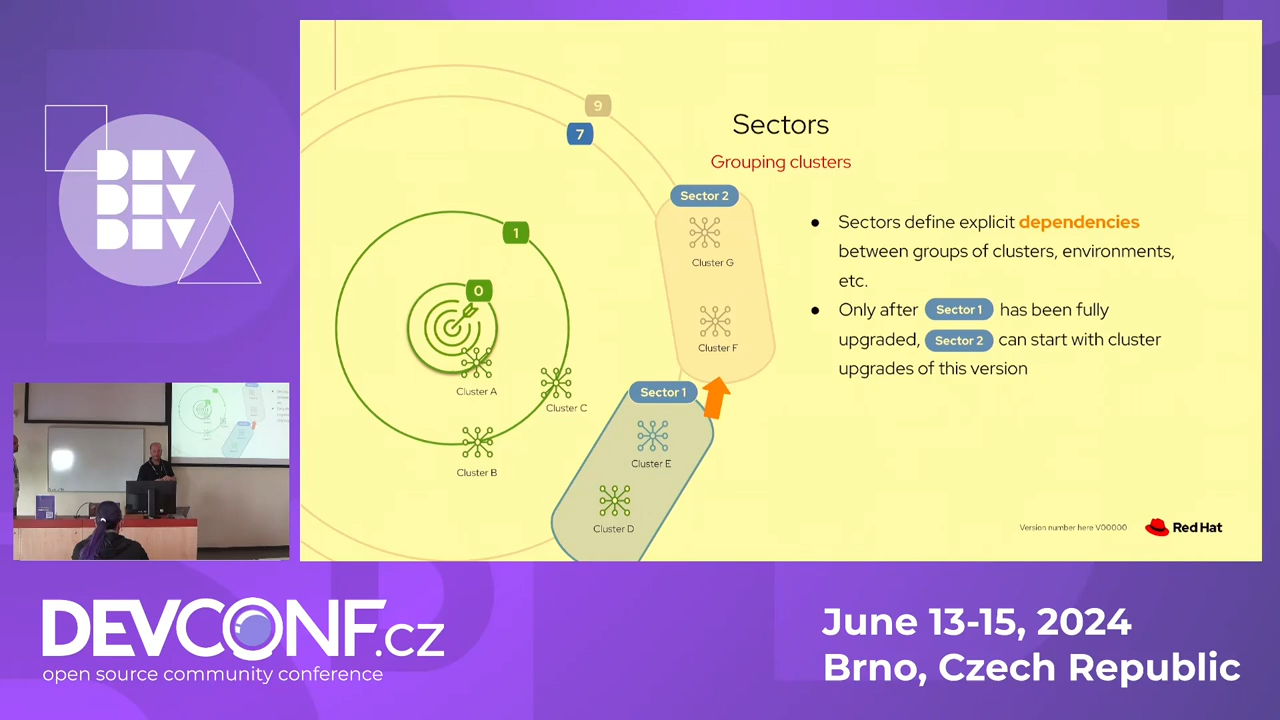 DEV
DEV
DEV
9
7
Sectors
Grouping clusters
Sector 2
Cluster G
Cluster F
1
0
Cluster A
Cluster C
Cluster B
Sector 1
Cluster E
Cluster D
● Sectors define explicit dependencies
between groups of clusters, environments,
etc.
● Only after Sector 1 has been fully
upgraded, Sector 2 can start with cluster
upgrades of this version
Version number here V00000
Red Hat
DEVCONF.cz
open source community conference
June 13-15, 2024
Brno, Czech Republic